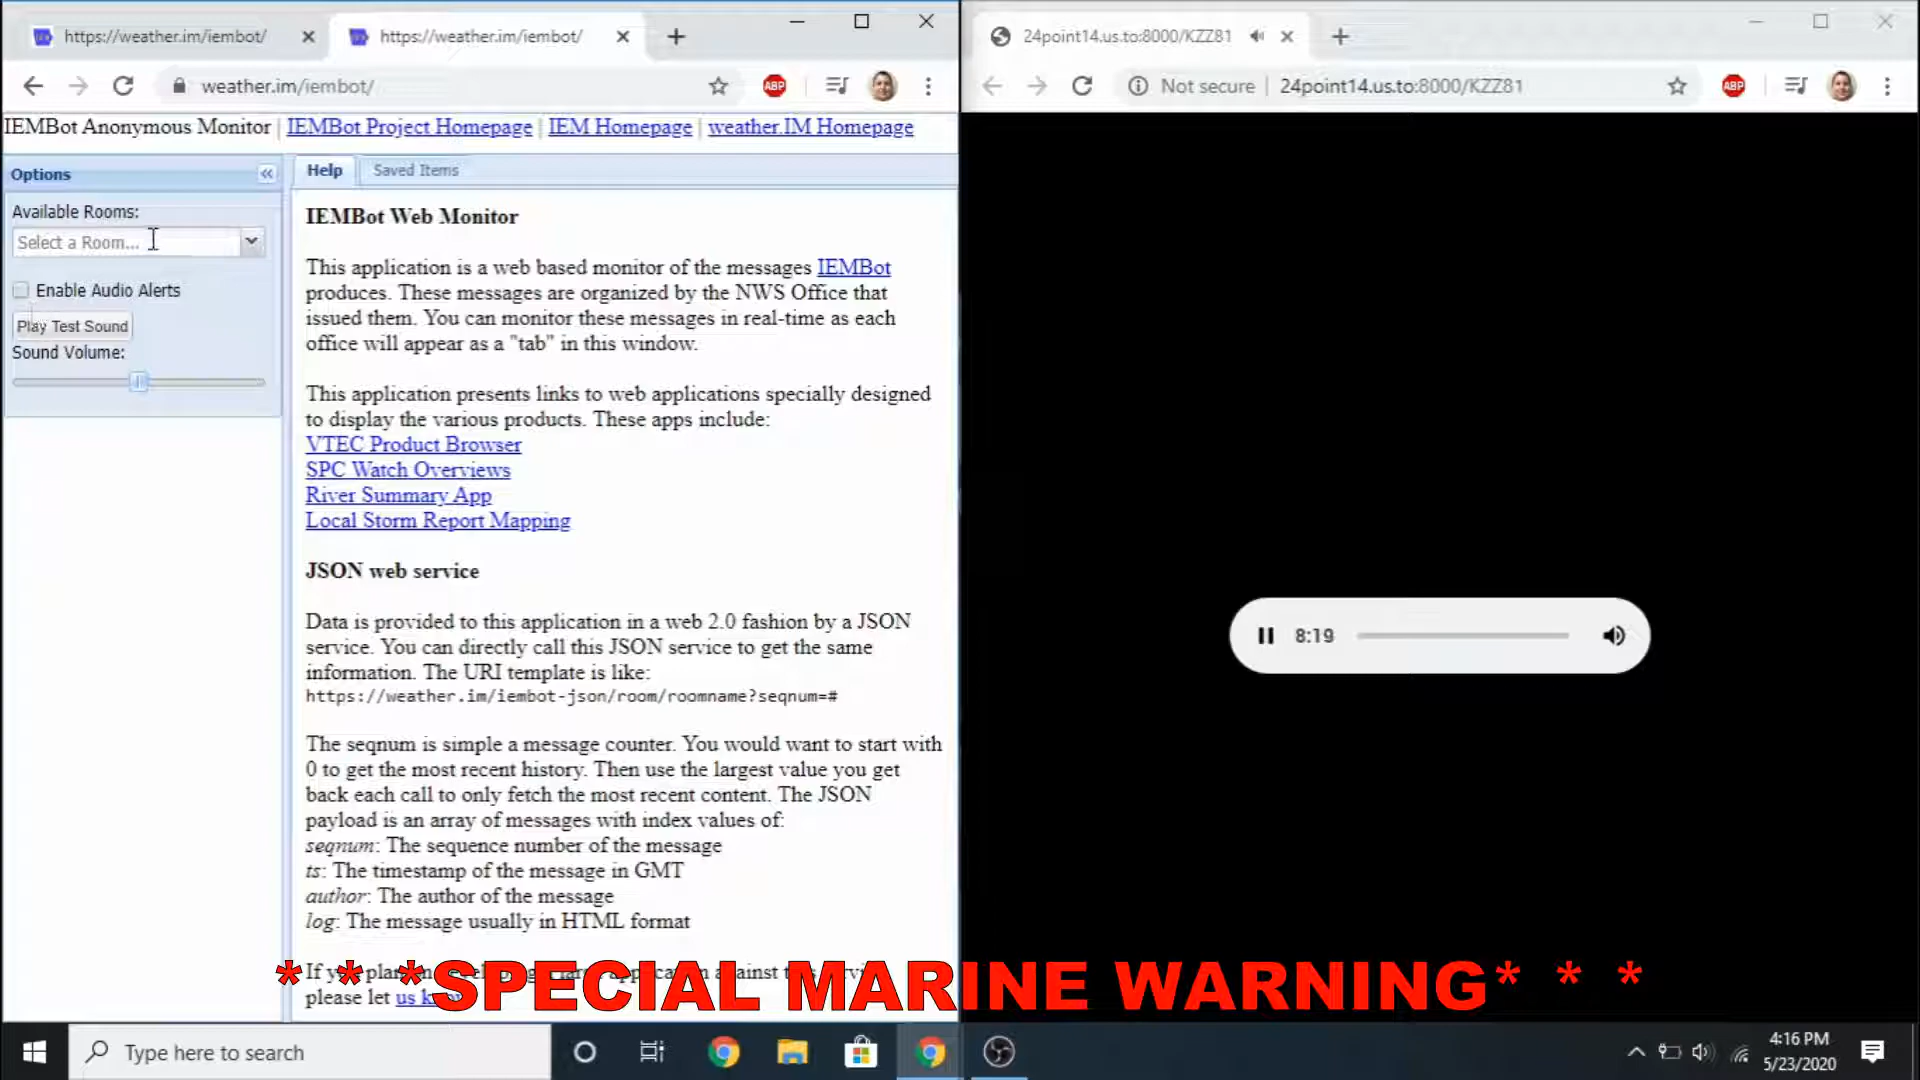 https://weather.im/iembot/
https://weather.im/iembot/
weather.im/iembot/
ABP
IEMBot Anonymous Monitor | IEMBot Project Homepage | IEM Homepage | weather.IM Homepage
Options
Available Rooms:
Select a Room...
Enable Audio Alerts
Play Test Sound
Sound Volume:
Help
Saved Items
IEMBot Web Monitor
This application is a web based monitor of the messages IEMBot
produces. These messages are organized by the NWS Office that
issued them. You can monitor these messages in real-time as each
office will appear as a "tab" in this window.
This application presents links to web applications specially designed
to display the various products. These apps include:
VTEC Product Browser
SPC Watch Overviews
River Summary App
Local Storm Report Mapping
JSON web service
Data is provided to this application in a web 2.0 fashion by a JSON
service. You can directly call this JSON service to get the same
information. The URI template is like:
https://weather.im/iembot-json/room/roomname?seqnum=#
The seqnum is simple a message counter. You would want to start with
0 to get the most recent history. Then use the largest value you get
back each call to only fetch the most recent content. The JSON
payload is an array of messages with index values of:
seqnum: The sequence number of the message
ts: The timestamp of the message in GMT
author: The author of the message
log: The message usually in HTML format
please let us
24point14.us.to:8000/KZZ81
Not secure | 24point14.us.to:8000/KZZ81
ABP
8:19
* * *SPECIAL MARINE WARNING* * *
Type here to search
4:16 PM
5/23/2020